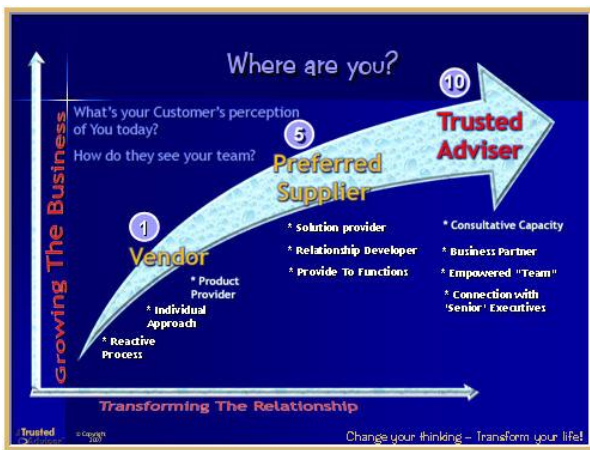 Where are you?
10
What's your Customer's perception
of You today?
How do they see your team?
5
Trusted
Adviser
Preferred
Supplier
1
Vendor
* Product
Provider
* Individual
Approach
* Reactive
Process
* Solution provider
* Relationship Developer
* Provide To Functions
* Consultative Capacity
* Business Partner
* Empowered "Team"
* Connection with
'Senior' Executives
Growing The Business
Transforming The Relationship
Trusted
Adviser
© Copyright
2007
Change your thinking – Transform your life!